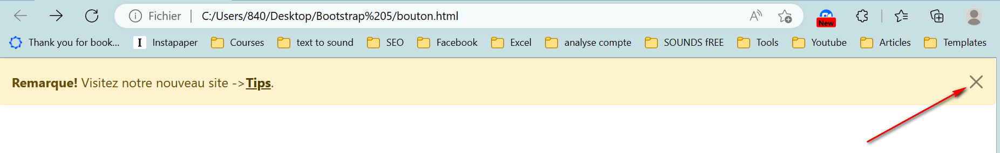 Fichier C:/Users/840/Desktop/Bootstrap%205/bouton.html A New
Thank you for book... I Instapaper Courses text to sound SEO Facebook Excel analyse compte SOUNDS fREE Tools Youtube Articles Templates
Remarque! Visitez notre nouveau site ->Tips.